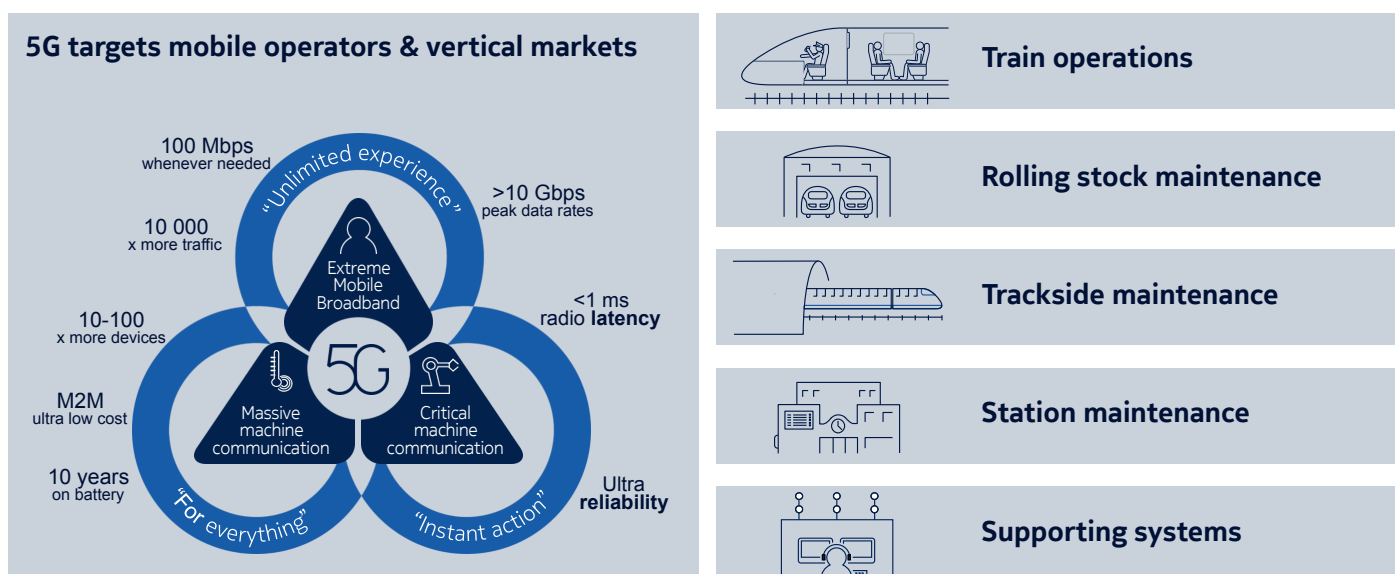 5G targets mobile operators & vertical markets
100 Mbps
whenever needed
10 000
x more traffic
"Unlimited experience"
>10 Gbps
peak data rates
Extreme
Mobile
Broadband
10-100
x more devices
<1 ms
radio latency
5G
M2M
ultra low cost
Massive
machine
communication
Critical
machine
communication
10 years
on battery
Ultra
reliability
"For everything"
"Instant action"
Train operations
Rolling stock maintenance
Trackside maintenance
Station maintenance
Supporting systems